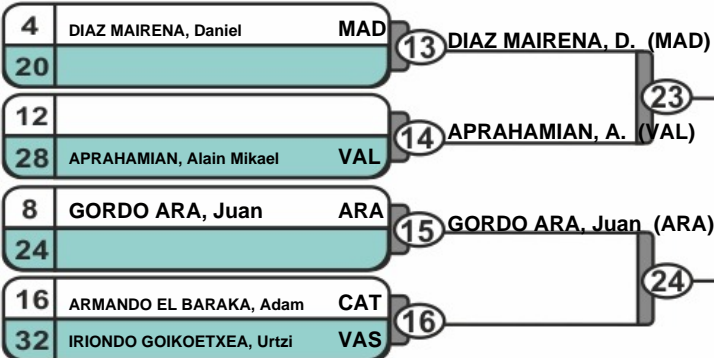 4 DIAZ MAIRENA, Daniel MAD
20
13 DIAZ MAIRENA, D. (MAD)
23
12
28 APRAHAMIAN, Alain Mikael VAL
14 APRAHAMIAN, A. (VAL)
8 GORDO ARA, Juan ARA
24
15 GORDO ARA, Juan (ARA)
24
16 ARMANDO EL BARAKA, Adam CAT
32 IRIONDO GOIKOETXEA, Urtzi VAS
16